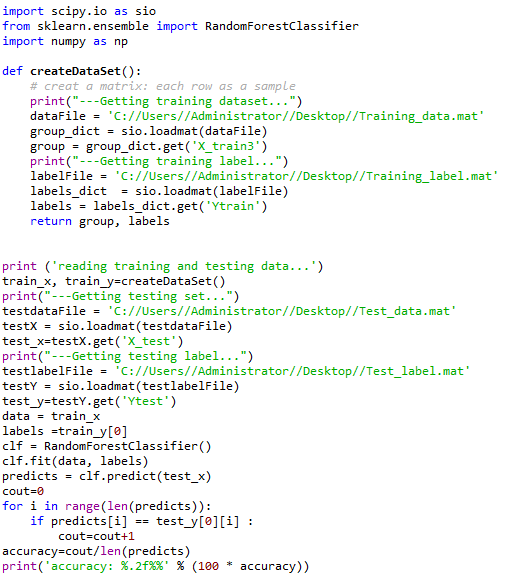 import scipy.io as sio
from sklearn.ensemble import RandomForestClassifier
import numpy as np

def createDataSet():
    # creat a matrix: each row as a sample
    print("---Getting training dataset...")
    dataFile = 'C://Users//Administrator//Desktop//Training_data.mat'
    group_dict = sio.loadmat(dataFile)
    group = group_dict.get('X_train3')
    print("---Getting training label...")
    labelFile = 'C://Users//Administrator//Desktop//Training_label.mat'
    labels_dict  = sio.loadmat(labelFile)
    labels = labels_dict.get('Ytrain')
    return group, labels


print ('reading training and testing data...')
train_x, train_y=createDataSet()
print("---Getting testing set...")
testdataFile = 'C://Users//Administrator//Desktop//Test_data.mat'
testX = sio.loadmat(testdataFile)
test_x=testX.get('X_test')
print("---Getting testing label...")
testlabelFile = 'C://Users//Administrator//Desktop//Test_label.mat'
testY = sio.loadmat(testlabelFile)
test_y=testY.get('Ytest')
data = train_x
labels =train_y[0]
clf = RandomForestClassifier()
clf.fit(data, labels)
predicts = clf.predict(test_x)
cout=0
for i in range(len(predicts)):
    if predicts[i] == test_y[0][i] :
        cout=cout+1
accuracy=cout/len(predicts)
print('accuracy: %.2f%%' % (100 * accuracy))